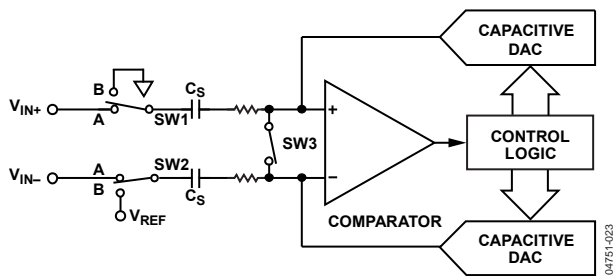 CAPACITIVE
DAC
B
CS
VIN+
A
SW1
+
SW3
CONTROL
LOGIC
VIN–
A
SW2
–
B
CS
VREF
COMPARATOR
CAPACITIVE
DAC
04751-023